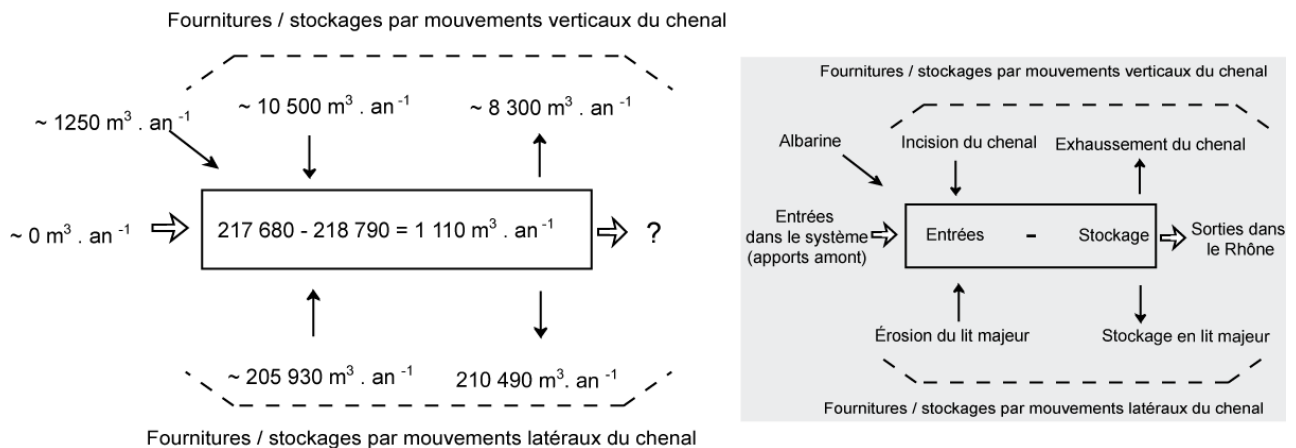 Fournitures / stockages par mouvements verticaux du chenal
~ 1250 m³ . an ⁻¹
~ 10 500 m³ . an ⁻¹
~ 8 300 m³ . an ⁻¹
~ 0 m³ . an ⁻¹
217 680 - 218 790 = 1 110 m³ . an ⁻¹
?
~ 205 930 m³ . an ⁻¹
210 490 m³. an ⁻¹
Fournitures / stockages par mouvements latéraux du chenal
Fournitures / stockages par mouvements verticaux du chenal
Albarine
Incision du chenal
Exhaussement du chenal
Entrées
dans le système
(apports amont)
Entrées - Stockage
Sorties dans
le Rhône
Érosion du lit majeur
Stockage en lit majeur
Fournitures / stockages par mouvements latéraux du chenal